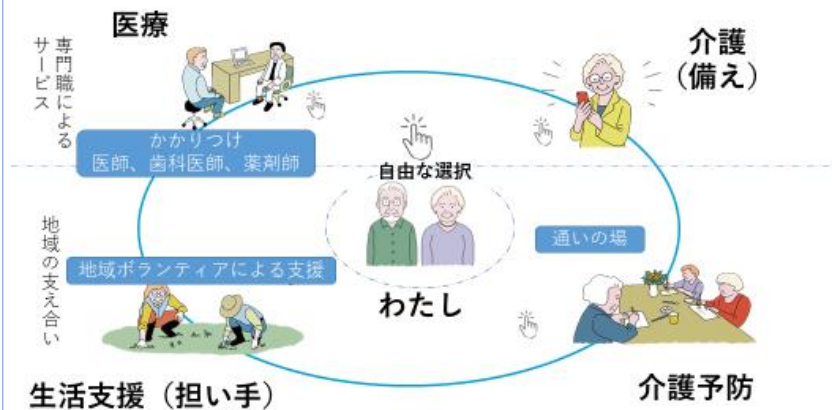 医療
専門職による
サービス
介護
（備え）
かかりつけ
医師、歯科医師、薬剤師
自由な選択
地域の支え合い
通いの場
地域ボランティアによる支援
わたし
生活支援（担い手）
介護予防